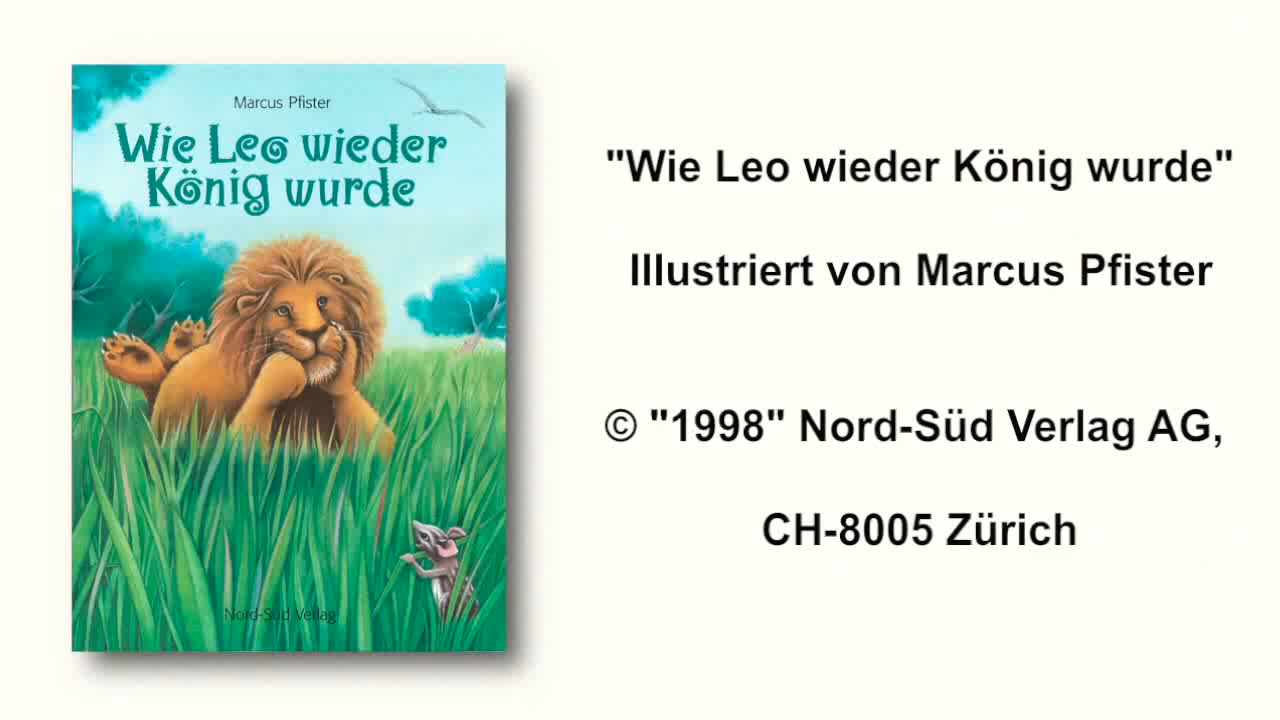 Marcus Pfister
Wie Leo wieder
König wurde
Nord-Süd Verlag
"Wie Leo wieder König wurde"
Illustriert von Marcus Pfister
© "1998" Nord-Süd Verlag AG,
CH-8005 Zürich